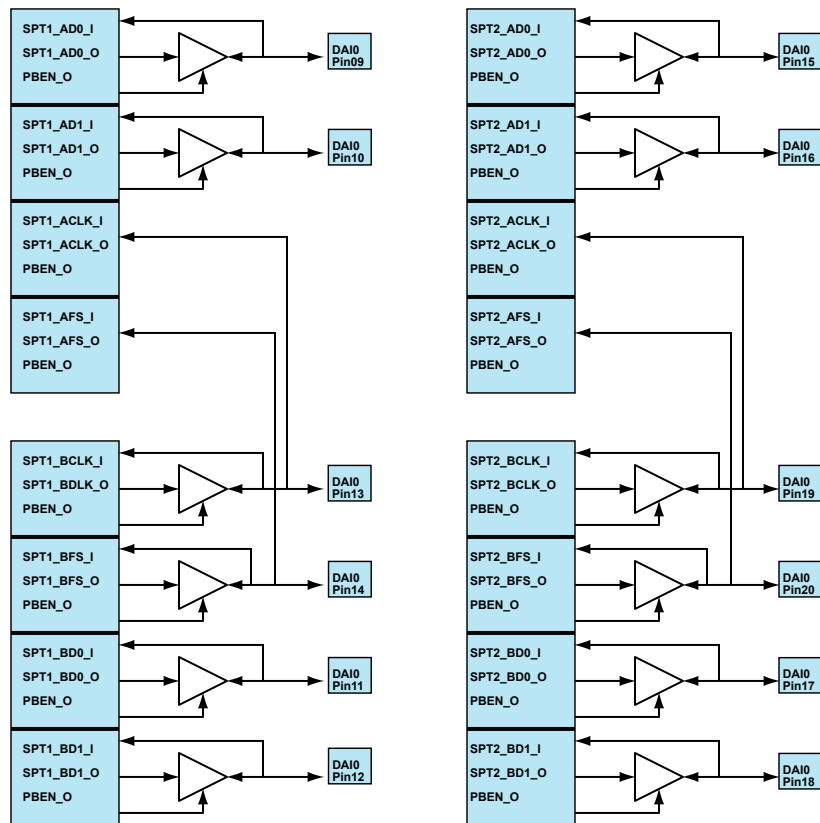 SPT1_AD0_I
SPT1_AD0_O
PBEN_O
DAI0
Pin09
SPT1_AD1_I
SPT1_AD1_O
PBEN_O
DAI0
Pin10
SPT1_ACLK_I
SPT1_ACLK_O
PBEN_O
SPT1_AFS_I
SPT1_AFS_O
PBEN_O
SPT1_BCLK_I
SPT1_BDLK_O
PBEN_O
DAI0
Pin13
SPT1_BFS_I
SPT1_BFS_O
PBEN_O
DAI0
Pin14
SPT1_BD0_I
SPT1_BD0_O
PBEN_O
DAI0
Pin11
SPT1_BD1_I
SPT1_BD1_O
PBEN_O
DAI0
Pin12
SPT2_AD0_I
SPT2_AD0_O
PBEN_O
DAI0
Pin15
SPT2_AD1_I
SPT2_AD1_O
PBEN_O
DAI0
Pin16
SPT2_ACLK_I
SPT2_ACLK_O
PBEN_O
SPT2_AFS_I
SPT2_AFS_O
PBEN_O
SPT2_BCLK_I
SPT2_BCLK_O
PBEN_O
DAI0
Pin19
SPT2_BFS_I
SPT2_BFS_O
PBEN_O
DAI0
Pin20
SPT2_BD0_I
SPT2_BD0_O
PBEN_O
DAI0
Pin17
SPT2_BD1_I
SPT2_BD1_O
PBEN_O
DAI0
Pin18